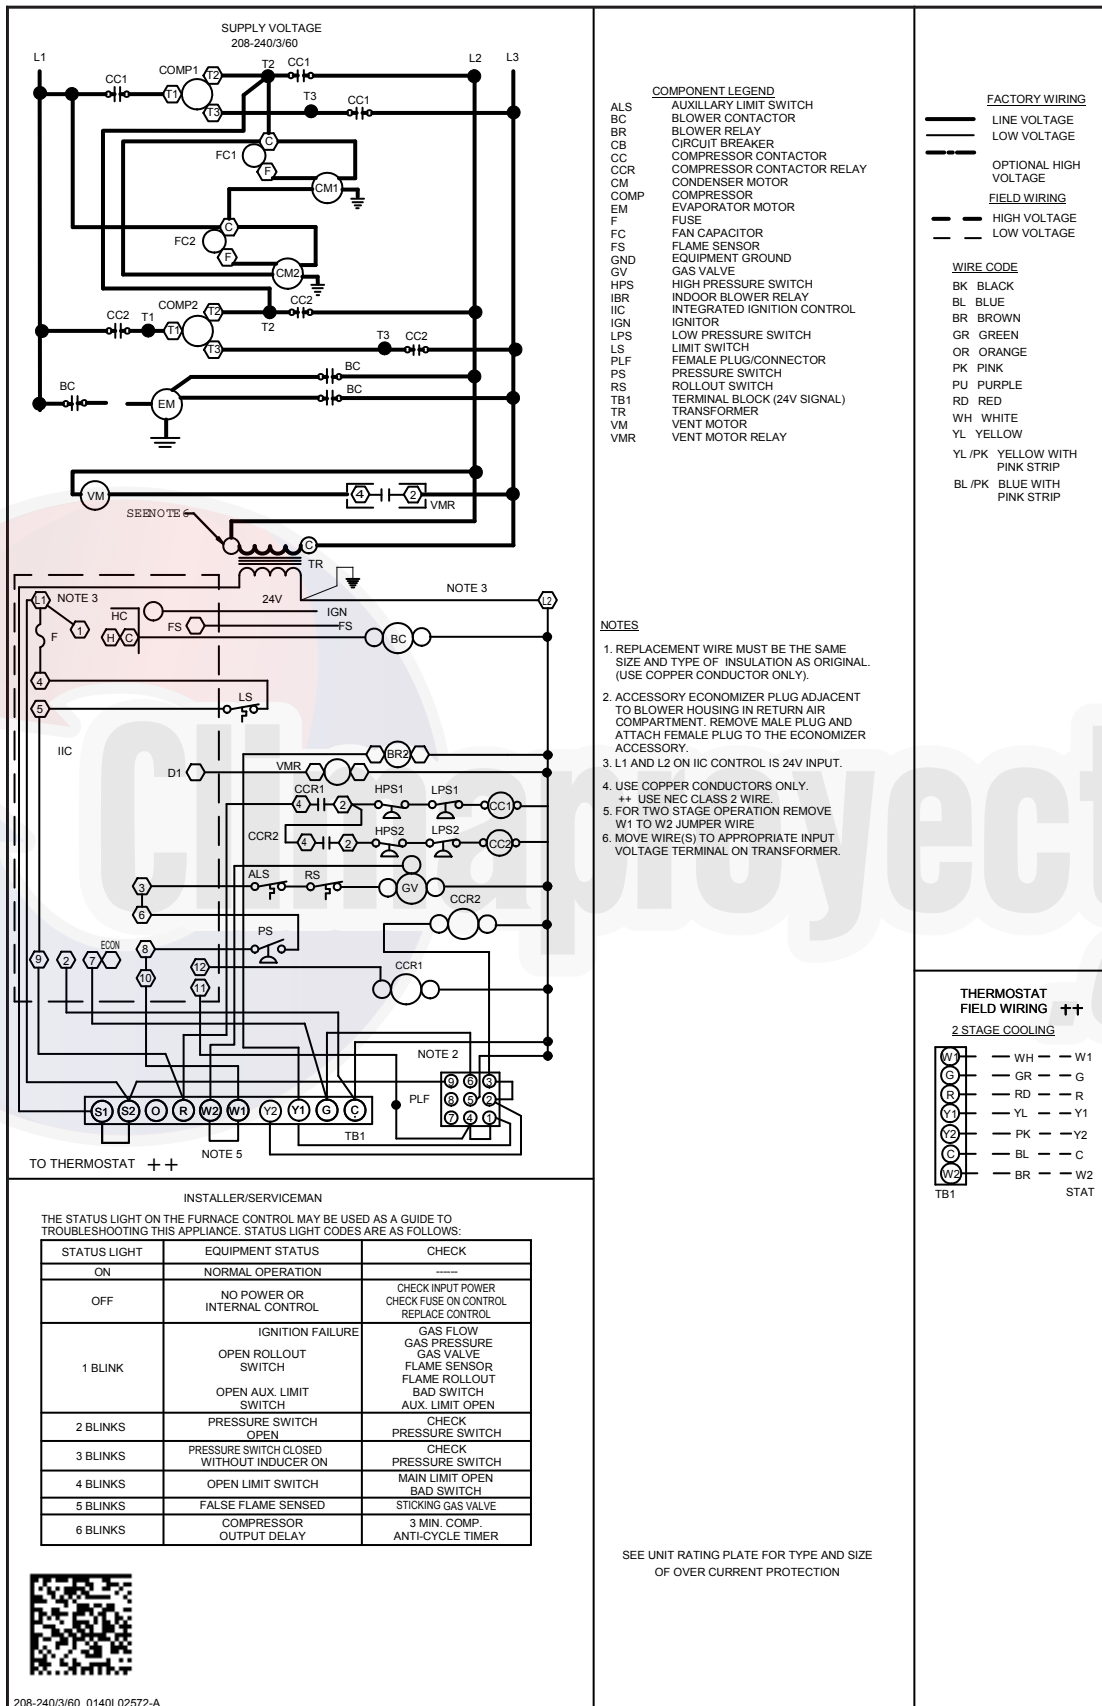 SUPPLY VOLTAGE
208-240/3/60
L1
L2
L3
CC1
COMP1
T1
T2
T3
T2
CC1
T3
CC1
C
FC1
F
CM1
C
FC2
F
CM2
COMP2
CC2
T1
T1
T2
T3
T2
CC2
T3
CC2
BC
BC
BC
EM
VM
4
2
VMR
SEENOTE 6
C
TR
24V
NOTE 3
L1
NOTE 3
L2
F
1
HC
H
C
IGN
FS
FS
BC
4
5
LS
IIC
D1
VMR
BR2
CCR1
4
2
HPS1
LPS1
CC1
CCR2
4
2
HPS2
LPS2
CC2
ALS
RS
GV
3
6
CCR2
PS
9
2
7
ECON
8
10
12
11
CCR1
NOTE 2
PLF
9
6
3
8
5
2
7
4
1
S1
S2
O
R
W2
W1
Y2
Y1
G
C
TB1
NOTE 5
TO THERMOSTAT ++
COMPONENT LEGEND
ALS AUXILLARY LIMIT SWITCH
BC BLOWER CONTACTOR
BR BLOWER RELAY
CB CIRCUIT BREAKER
CC COMPRESSOR CONTACTOR
CCR COMPRESSOR CONTACTOR RELAY
CM CONDENSER MOTOR
COMP COMPRESSOR
EM EVAPORATOR MOTOR
F FUSE
FC FAN CAPACITOR
FS FLAME SENSOR
GND EQUIPMENT GROUND
GV GAS VALVE
HPS HIGH PRESSURE SWITCH
IBR INDOOR BLOWER RELAY
IIC INTEGRATED IGNITION CONTROL
IGN IGNITOR
LPS LOW PRESSURE SWITCH
LS LIMIT SWITCH
PLF FEMALE PLUG/CONNECTOR
PS PRESSURE SWITCH
RS ROLLOUT SWITCH
TB1 TERMINAL BLOCK (24V SIGNAL)
TR TRANSFORMER
VM VENT MOTOR
VMR VENT MOTOR RELAY
FACTORY WIRING
LINE VOLTAGE
LOW VOLTAGE
OPTIONAL HIGH
VOLTAGE
FIELD WIRING
HIGH VOLTAGE
LOW VOLTAGE
WIRE CODE
BK BLACK
BL BLUE
BR BROWN
GR GREEN
OR ORANGE
PK PINK
PU PURPLE
RD RED
WH WHITE
YL YELLOW
YL /PK YELLOW WITH
PINK STRIP
BL /PK BLUE WITH
PINK STRIP
NOTES
1. REPLACEMENT WIRE MUST BE THE SAME
SIZE AND TYPE OF INSULATION AS ORIGINAL.
(USE COPPER CONDUCTOR ONLY).
2. ACCESSORY ECONOMIZER PLUG ADJACENT
TO BLOWER HOUSING IN RETURN AIR
COMPARTMENT. REMOVE MALE PLUG AND
ATTACH FEMALE PLUG TO THE ECONOMIZER
ACCESSORY.
3. L1 AND L2 ON IIC CONTROL IS 24V INPUT.
4. USE COPPER CONDUCTORS ONLY.
++ USE NEC CLASS 2 WIRE.
5. FOR TWO STAGE OPERATION REMOVE
W1 TO W2 JUMPER WIRE
6. MOVE WIRE(S) TO APPROPRIATE INPUT
VOLTAGE TERMINAL ON TRANSFORMER.
THERMOSTAT
FIELD WIRING ++
2 STAGE COOLING
W1 WH W1
G GR G
R RD R
Y1 YL Y1
Y2 PK Y2
C BL C
W2 BR W2
TB1 STAT
INSTALLER/SERVICEMAN
THE STATUS LIGHT ON THE FURNACE CONTROL MAY BE USED AS A GUIDE TO
TROUBLESHOOTING THIS APPLIANCE. STATUS LIGHT CODES ARE AS FOLLOWS:
STATUS LIGHT EQUIPMENT STATUS CHECK
ON NORMAL OPERATION ------
OFF
NO POWER OR
INTERNAL CONTROL
CHECK INPUT POWER
CHECK FUSE ON CONTROL
REPLACE CONTROL
1 BLINK
IGNITION FAILURE
OPEN ROLLOUT
SWITCH
OPEN AUX. LIMIT
SWITCH
GAS FLOW
GAS PRESSURE
GAS VALVE
FLAME SENSOR
FLAME ROLLOUT
BAD SWITCH
AUX. LIMIT OPEN
2 BLINKS
PRESSURE SWITCH
OPEN
CHECK
PRESSURE SWITCH
3 BLINKS
PRESSURE SWITCH CLOSED
WITHOUT INDUCER ON
CHECK
PRESSURE SWITCH
4 BLINKS
OPEN LIMIT SWITCH
MAIN LIMIT OPEN
BAD SWITCH
5 BLINKS FALSE FLAME SENSED STICKING GAS VALVE
6 BLINKS
COMPRESSOR
OUTPUT DELAY
3 MIN. COMP.
ANTI-CYCLE TIMER
SEE UNIT RATING PLATE FOR TYPE AND SIZE
OF OVER CURRENT PROTECTION
208-240/3/60 0140L02572-A
Climaproyect